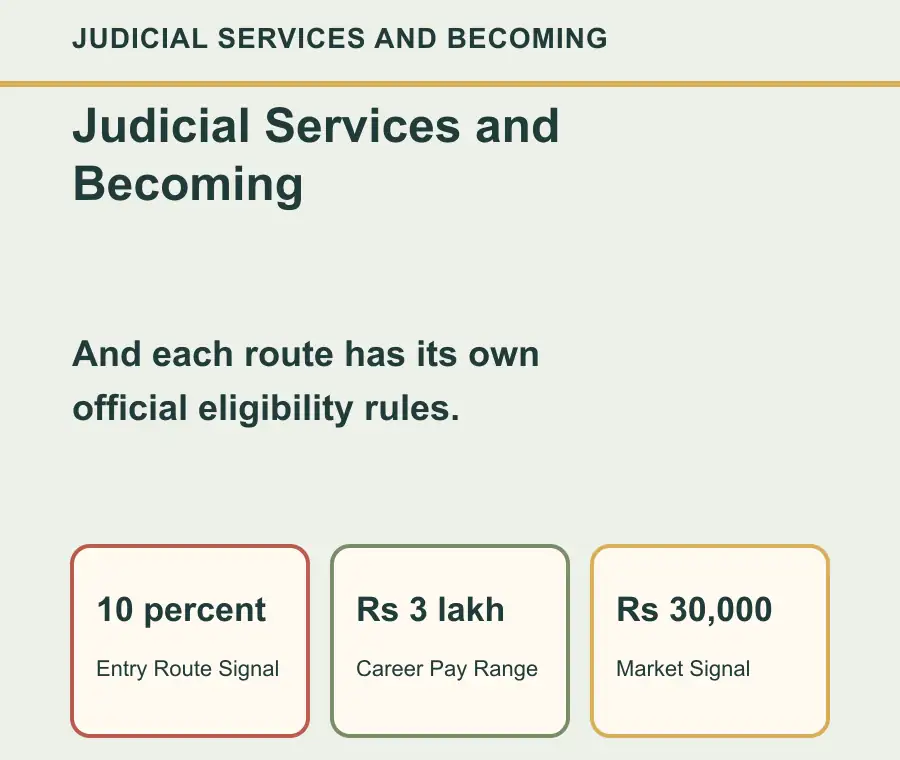 JUDICIAL SERVICES AND BECOMING
Judicial Services and
Becoming
And each route has its own
official eligibility rules.
10 percent
Entry Route Signal
Rs 3 lakh
Career Pay Range
Rs 30,000
Market Signal